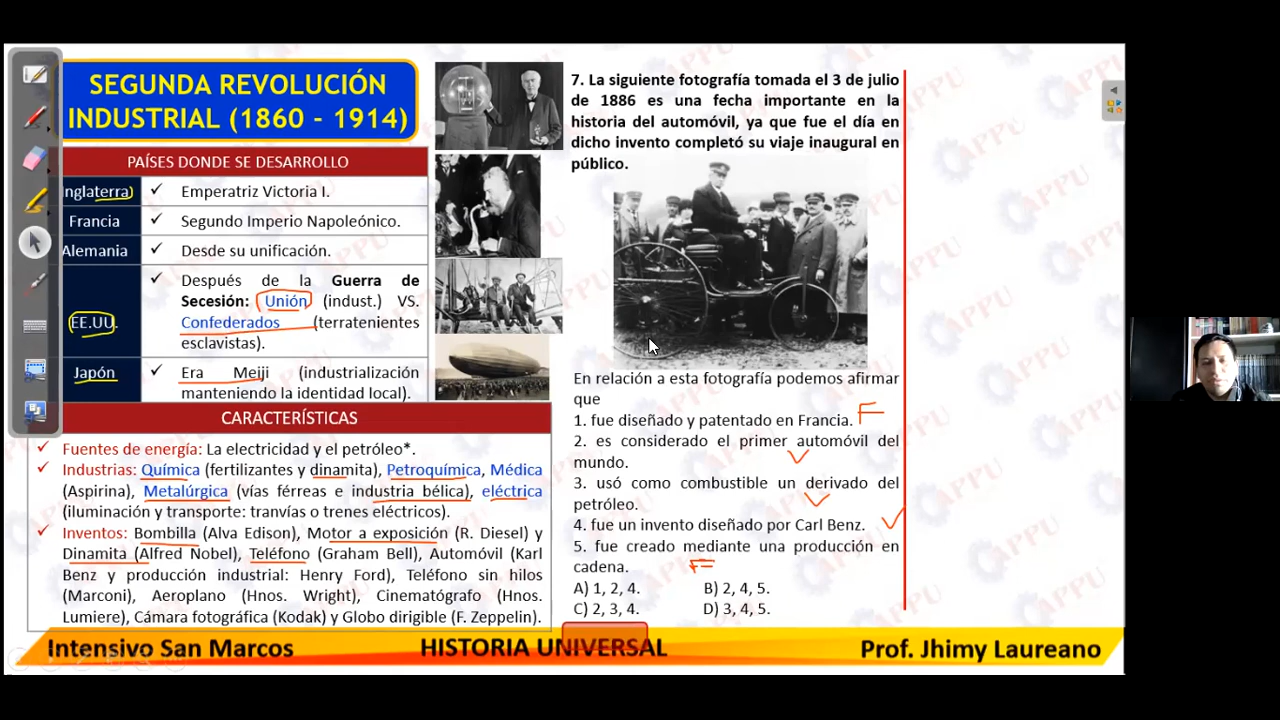 SEGUNDA REVOLUCIÓN
INDUSTRIAL (1860 - 1914)
PAÍSES DONDE SE DESARROLLO
Inglaterra
✓ Emperatriz Victoria I.
Francia
✓ Segundo Imperio Napoleónico.
Alemania
✓ Desde su unificación.
EE.UU.
✓ Después de la Guerra de
Secesión: Unión (indust.) VS.
Confederados (terratenientes
esclavistas).
Japón
✓ Era Meiji (industrialización
manteniendo la identidad local).
CARACTERÍSTICAS
✓ Fuentes de energía: La electricidad y el petróleo*.
✓ Industrias: Química (fertilizantes y dinamita), Petroquímica, Médica
(Aspirina), Metalúrgica (vías férreas e industria bélica), eléctrica
(iluminación y transporte: tranvías o trenes eléctricos).
✓ Inventos: Bombilla (Alva Edison), Motor a exposición (R. Diesel) y
Dinamita (Alfred Nobel), Teléfono (Graham Bell), Automóvil (Karl
Benz y producción industrial: Henry Ford), Teléfono sin hilos
(Marconi), Aeroplano (Hnos. Wright), Cinematógrafo (Hnos.
Lumiere), Cámara fotográfica (Kodak) y Globo dirigible (F. Zeppelin).
7. La siguiente fotografía tomada el 3 de julio
de 1886 es una fecha importante en la
historia del automóvil, ya que fue el día en
dicho invento completó su viaje inaugural en
público.
En relación a esta fotografía podemos afirmar
que
1. fue diseñado y patentado en Francia. F
2. es considerado el primer automóvil del
mundo. ✓
3. usó como combustible un derivado del
petróleo. ✓
4. fue un invento diseñado por Carl Benz. ✓
5. fue creado mediante una producción en
cadena. F
A) 1, 2, 4. B) 2, 4, 5.
C) 2, 3, 4. D) 3, 4, 5.
Intensivo San Marcos HISTORIA UNIVERSAL Prof. Jhimy Laureano
APPU